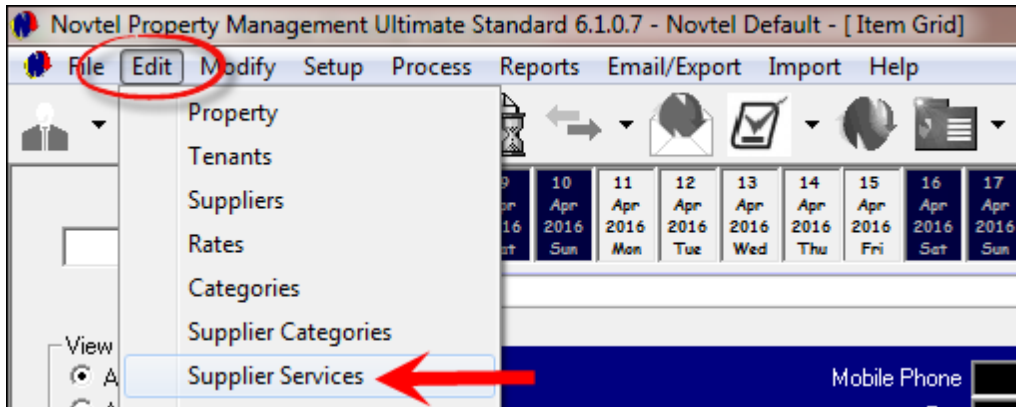 Novtel Property Management Ultimate Standard 6.1.0.7 - Novtel Default - [ Item Grid]
File Edit Modify Setup Process Reports Email/Export Import Help
Property
Tenants
Suppliers
Rates
Categories
Supplier Categories
Supplier Services
10 11 12 13 14 15 16 17
Apr Apr Apr Apr Apr Apr Apr Apr
16 2016 2016 2016 2016 2016 2016 2016 2016
Sun Mon Tue Wed Thu Fri Sat Sun
View
A
Mobile Phone